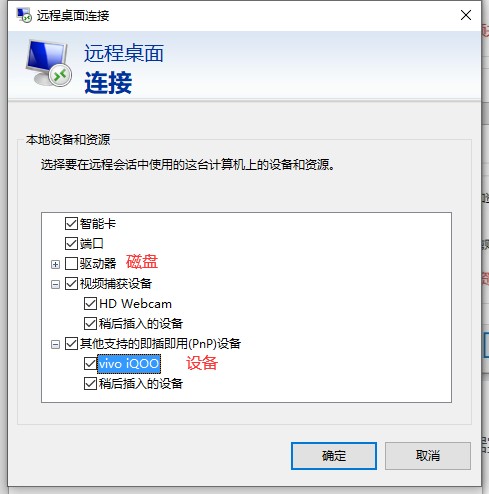 远程桌面连接
远程桌面
连接
本地设备和资源
选择要在远程会话中使用的这台计算机上的设备和资源。
智能卡
端口
驱动器 磁盘
视频捕获设备
HD Webcam
稍后插入的设备
其他支持的即插即用(PnP)设备
vivo iQOO 设备
稍后插入的设备
确定 取消